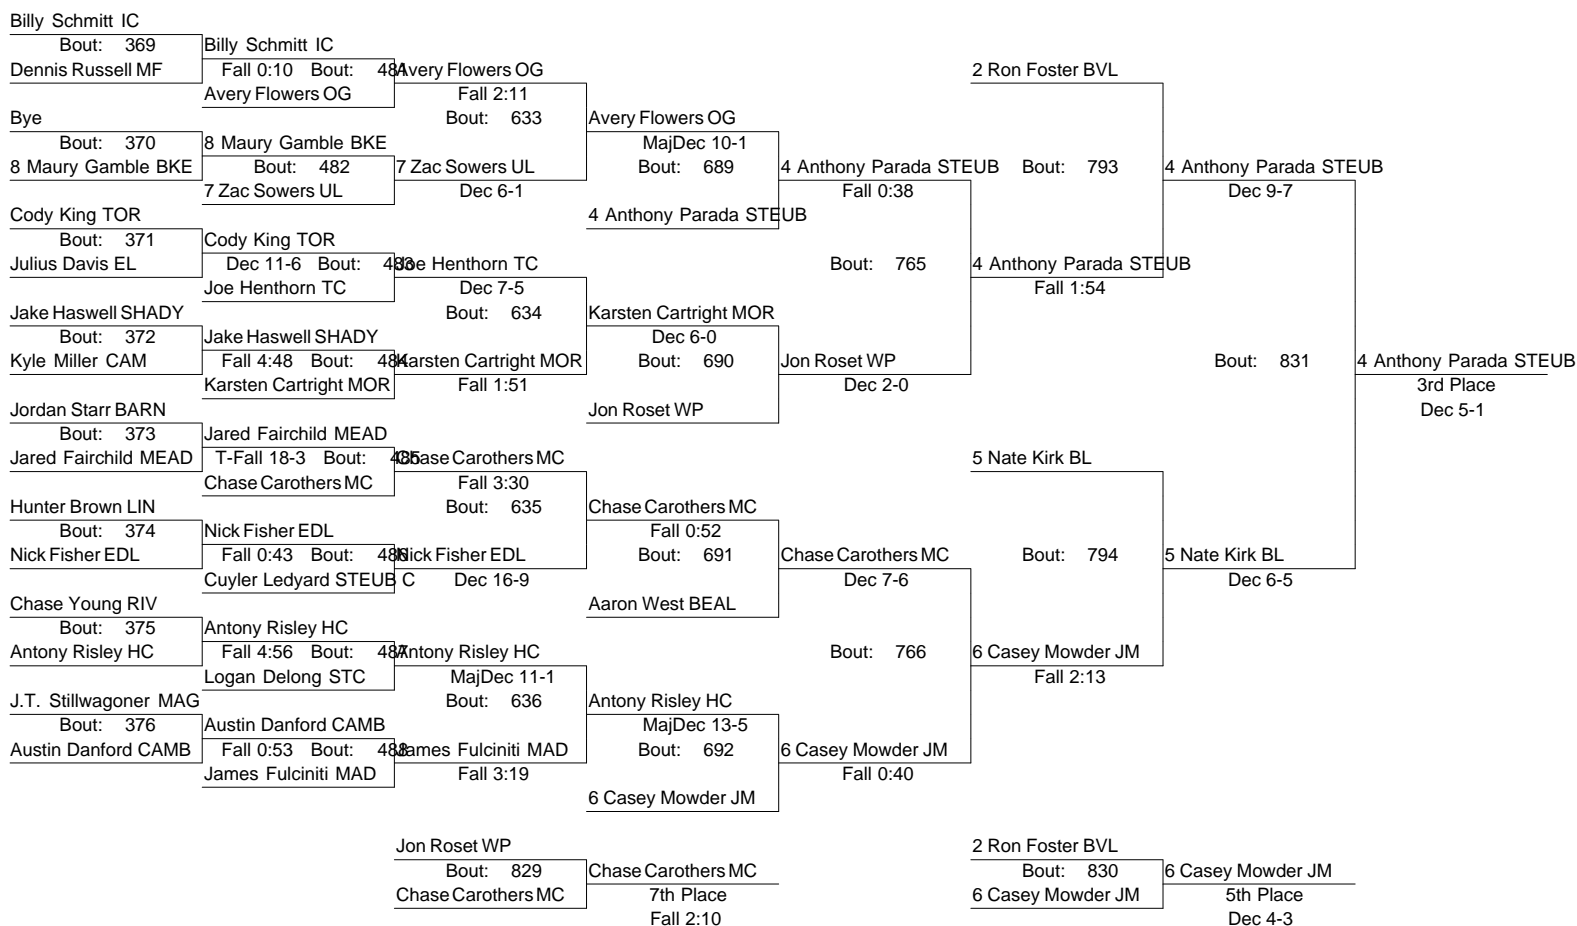 Billy Schmitt IC
Bout: 369 Billy Schmitt IC
Dennis Russell MF Fall 0:10 Bout: 481 Avery Flowers OG 2 Ron Foster BVL
Avery Flowers OG Fall 2:11
Bye Bout: 633 Avery Flowers OG
Bout: 370 8 Maury Gamble BKE MajDec 10-1
8 Maury Gamble BKE Bout: 482 7 Zac Sowers UL Bout: 689 4 Anthony Parada STEUB Bout: 793 4 Anthony Parada STEUB
7 Zac Sowers UL Dec 6-1 Fall 0:38 Dec 9-7
Cody King TOR 4 Anthony Parada STEUB
Bout: 371 Cody King TOR
Julius Davis EL Dec 11-6 Bout: 483 Joe Henthorn TC Bout: 765 4 Anthony Parada STEUB
Joe Henthorn TC Dec 7-5 Fall 1:54
Jake Haswell SHADY Bout: 634 Karsten Cartright MOR
Bout: 372 Jake Haswell SHADY Dec 6-0
Kyle Miller CAM Fall 4:48 Bout: 484 Karsten Cartright MOR Bout: 690 Jon Roset WP Bout: 831 4 Anthony Parada STEUB
Karsten Cartright MOR Fall 1:51 Dec 2-0 3rd Place
Jordan Starr BARN Jon Roset WP Dec 5-1
Bout: 373 Jared Fairchild MEAD
Jared Fairchild MEAD T-Fall 18-3 Bout: 485 Chase Carothers MC 5 Nate Kirk BL
Chase Carothers MC Fall 3:30
Hunter Brown LIN Bout: 635 Chase Carothers MC
Bout: 374 Nick Fisher EDL Fall 0:52
Nick Fisher EDL Fall 0:43 Bout: 486 Nick Fisher EDL Bout: 691 Chase Carothers MC Bout: 794 5 Nate Kirk BL
Cuyler Ledyard STEUB C Dec 16-9 Dec 7-6 Dec 6-5
Chase Young RIV Aaron West BEAL
Bout: 375 Antony Risley HC
Antony Risley HC Fall 4:56 Bout: 487 Antony Risley HC Bout: 766 6 Casey Mowder JM
Logan Delong STC MajDec 11-1 Fall 2:13
J.T. Stillwagoner MAG Bout: 636 Antony Risley HC
Bout: 376 Austin Danford CAMB MajDec 13-5
Austin Danford CAMB Fall 0:53 Bout: 488 James Fulciniti MAD Bout: 692 6 Casey Mowder JM
James Fulciniti MAD Fall 3:19 Fall 0:40
6 Casey Mowder JM
Jon Roset WP 2 Ron Foster BVL
Bout: 829 Chase Carothers MC Bout: 830 6 Casey Mowder JM
Chase Carothers MC 7th Place 6 Casey Mowder JM 5th Place
Fall 2:10 Dec 4-3